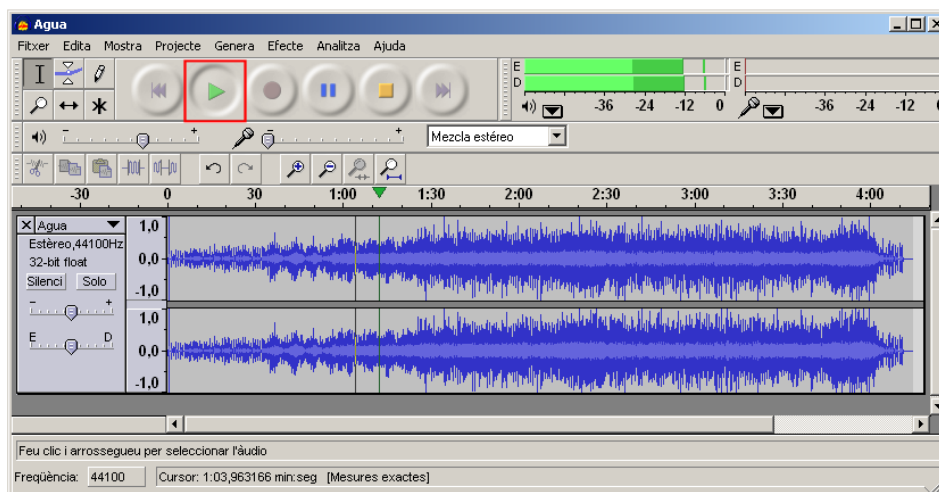 Agua
Fitxer Edita Mostra Projecte Genera Efecte Analitza Ajuda
E E
D D
-36 -24 -12 0 -36 -24 -12 0
- + - + Mezcla estéreo
-30 0 30 1:00 1:30 2:00 2:30 3:00 3:30 4:00
X Agua 1,0
Estèreo,44100Hz
32-bit float 0,0
Silenci Solo
-1,0
- +
1,0
E D
0,0
-1,0
Feu clic i arrossegueu per seleccionar l'àudio
Freqüència: 44100 Cursor: 1:03,963166 min:seg [Mesures exactes]